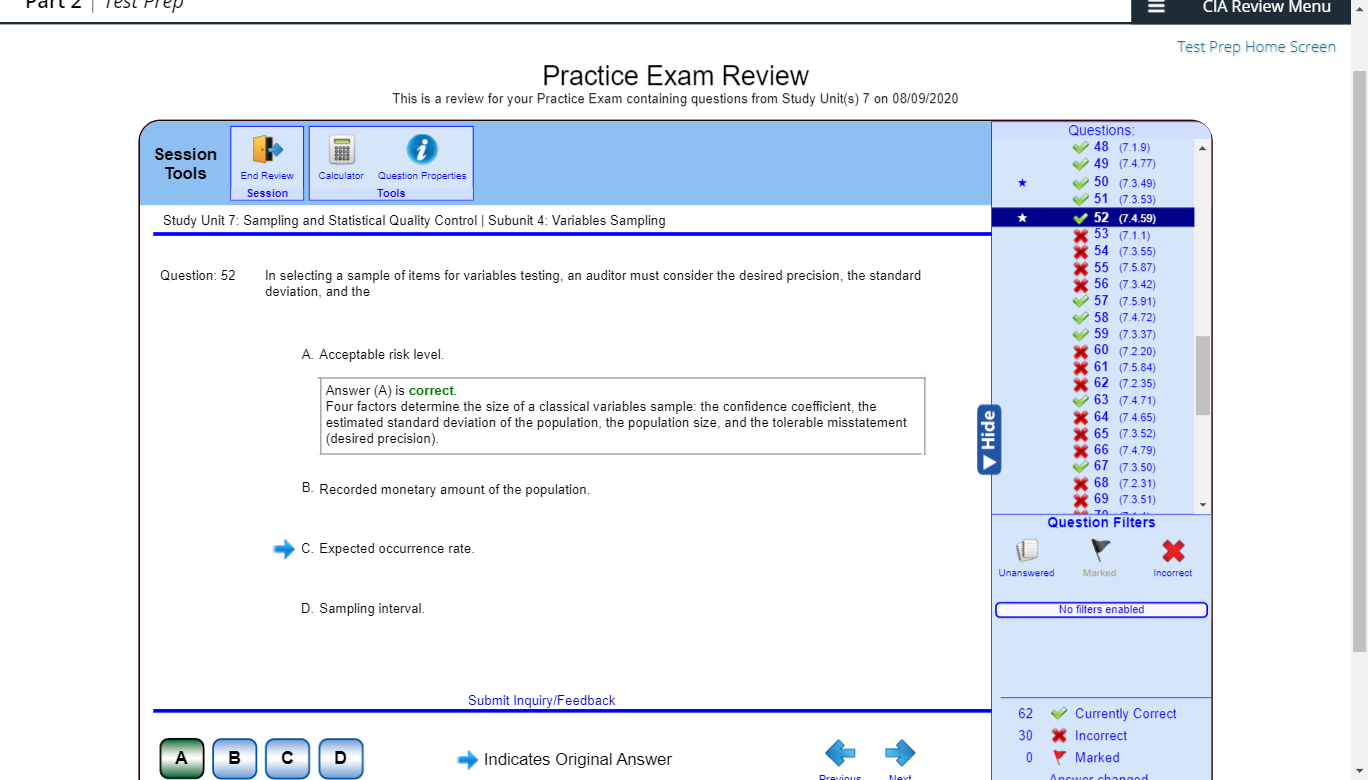 Part 2 | Test Prep
CIA Review Menu
Test Prep Home Screen
Practice Exam Review
This is a review for your Practice Exam containing questions from Study Unit(s) 7 on 08/09/2020
Session
Tools
End Review
Session
Calculator
Question Properties
Tools
Study Unit 7: Sampling and Statistical Quality Control | Subunit 4: Variables Sampling
Question: 52
In selecting a sample of items for variables testing, an auditor must consider the desired precision, the standard
deviation, and the
A. Acceptable risk level.
Answer (A) is correct.
Four factors determine the size of a classical variables sample: the confidence coefficient, the
estimated standard deviation of the population, the population size, and the tolerable misstatement
(desired precision).
B. Recorded monetary amount of the population.
C. Expected occurrence rate.
D. Sampling interval.
Submit Inquiry/Feedback
A
B
C
D
Indicates Original Answer
Previous
Next
Hide
Questions:
48 (7.1.9)
49 (7.4.77)
50 (7.3.49)
51 (7.3.53)
52 (7.4.59)
53 (7.1.1)
54 (7.3.55)
55 (7.5.87)
56 (7.3.42)
57 (7.5.91)
58 (7.4.72)
59 (7.3.37)
60 (7.2.20)
61 (7.5.84)
62 (7.2.35)
63 (7.4.71)
64 (7.4.65)
65 (7.3.52)
66 (7.4.79)
67 (7.3.50)
68 (7.2.31)
69 (7.3.51)
70
Question Filters
Unanswered
Marked
Incorrect
No filters enabled
62 Currently Correct
30 Incorrect
0 Marked
Answer changed